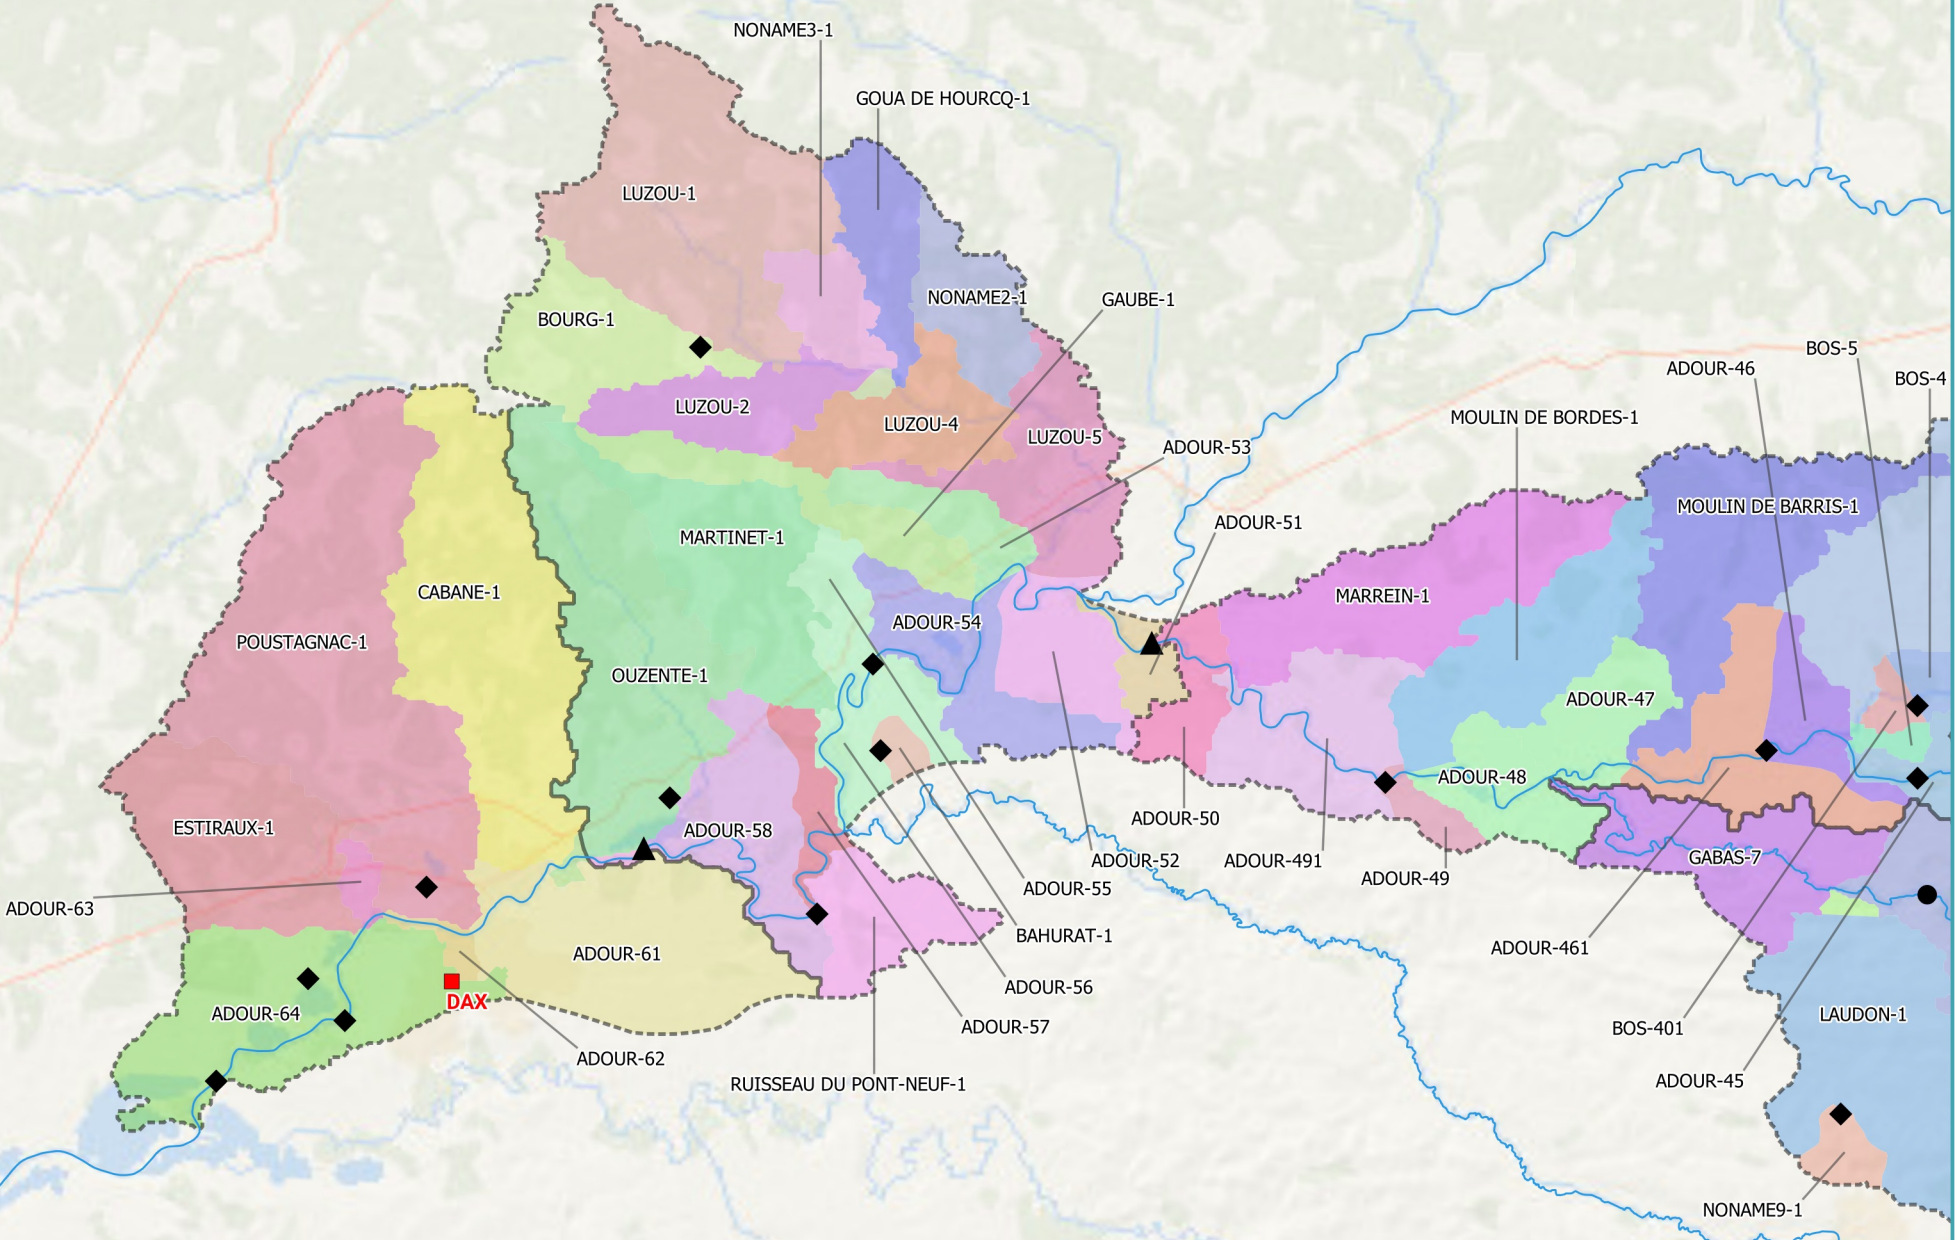 NONAME3-1
GOUA DE HOURCQ-1
LUZOU-1
NONAME2-1
GAUBE-1
BOURG-1
BOS-5
ADOUR-46
BOS-4
LUZOU-2
LUZOU-4
MOULIN DE BORDES-1
LUZOU-5
ADOUR-53
MOULIN DE BARRIS-1
ADOUR-51
MARTINET-1
CABANE-1
MARREIN-1
ADOUR-54
POUSTAGNAC-1
OUZENTE-1
ADOUR-47
ADOUR-48
ADOUR-50
ESTIRAUX-1
ADOUR-58
GABAS-7
ADOUR-52
ADOUR-491
ADOUR-49
ADOUR-55
ADOUR-63
BAHURAT-1
ADOUR-461
ADOUR-61
ADOUR-56
DAX
ADOUR-64
LAUDON-1
ADOUR-57
BOS-401
ADOUR-62
RUISSEAU DU PONT-NEUF-1
ADOUR-45
NONAME9-1